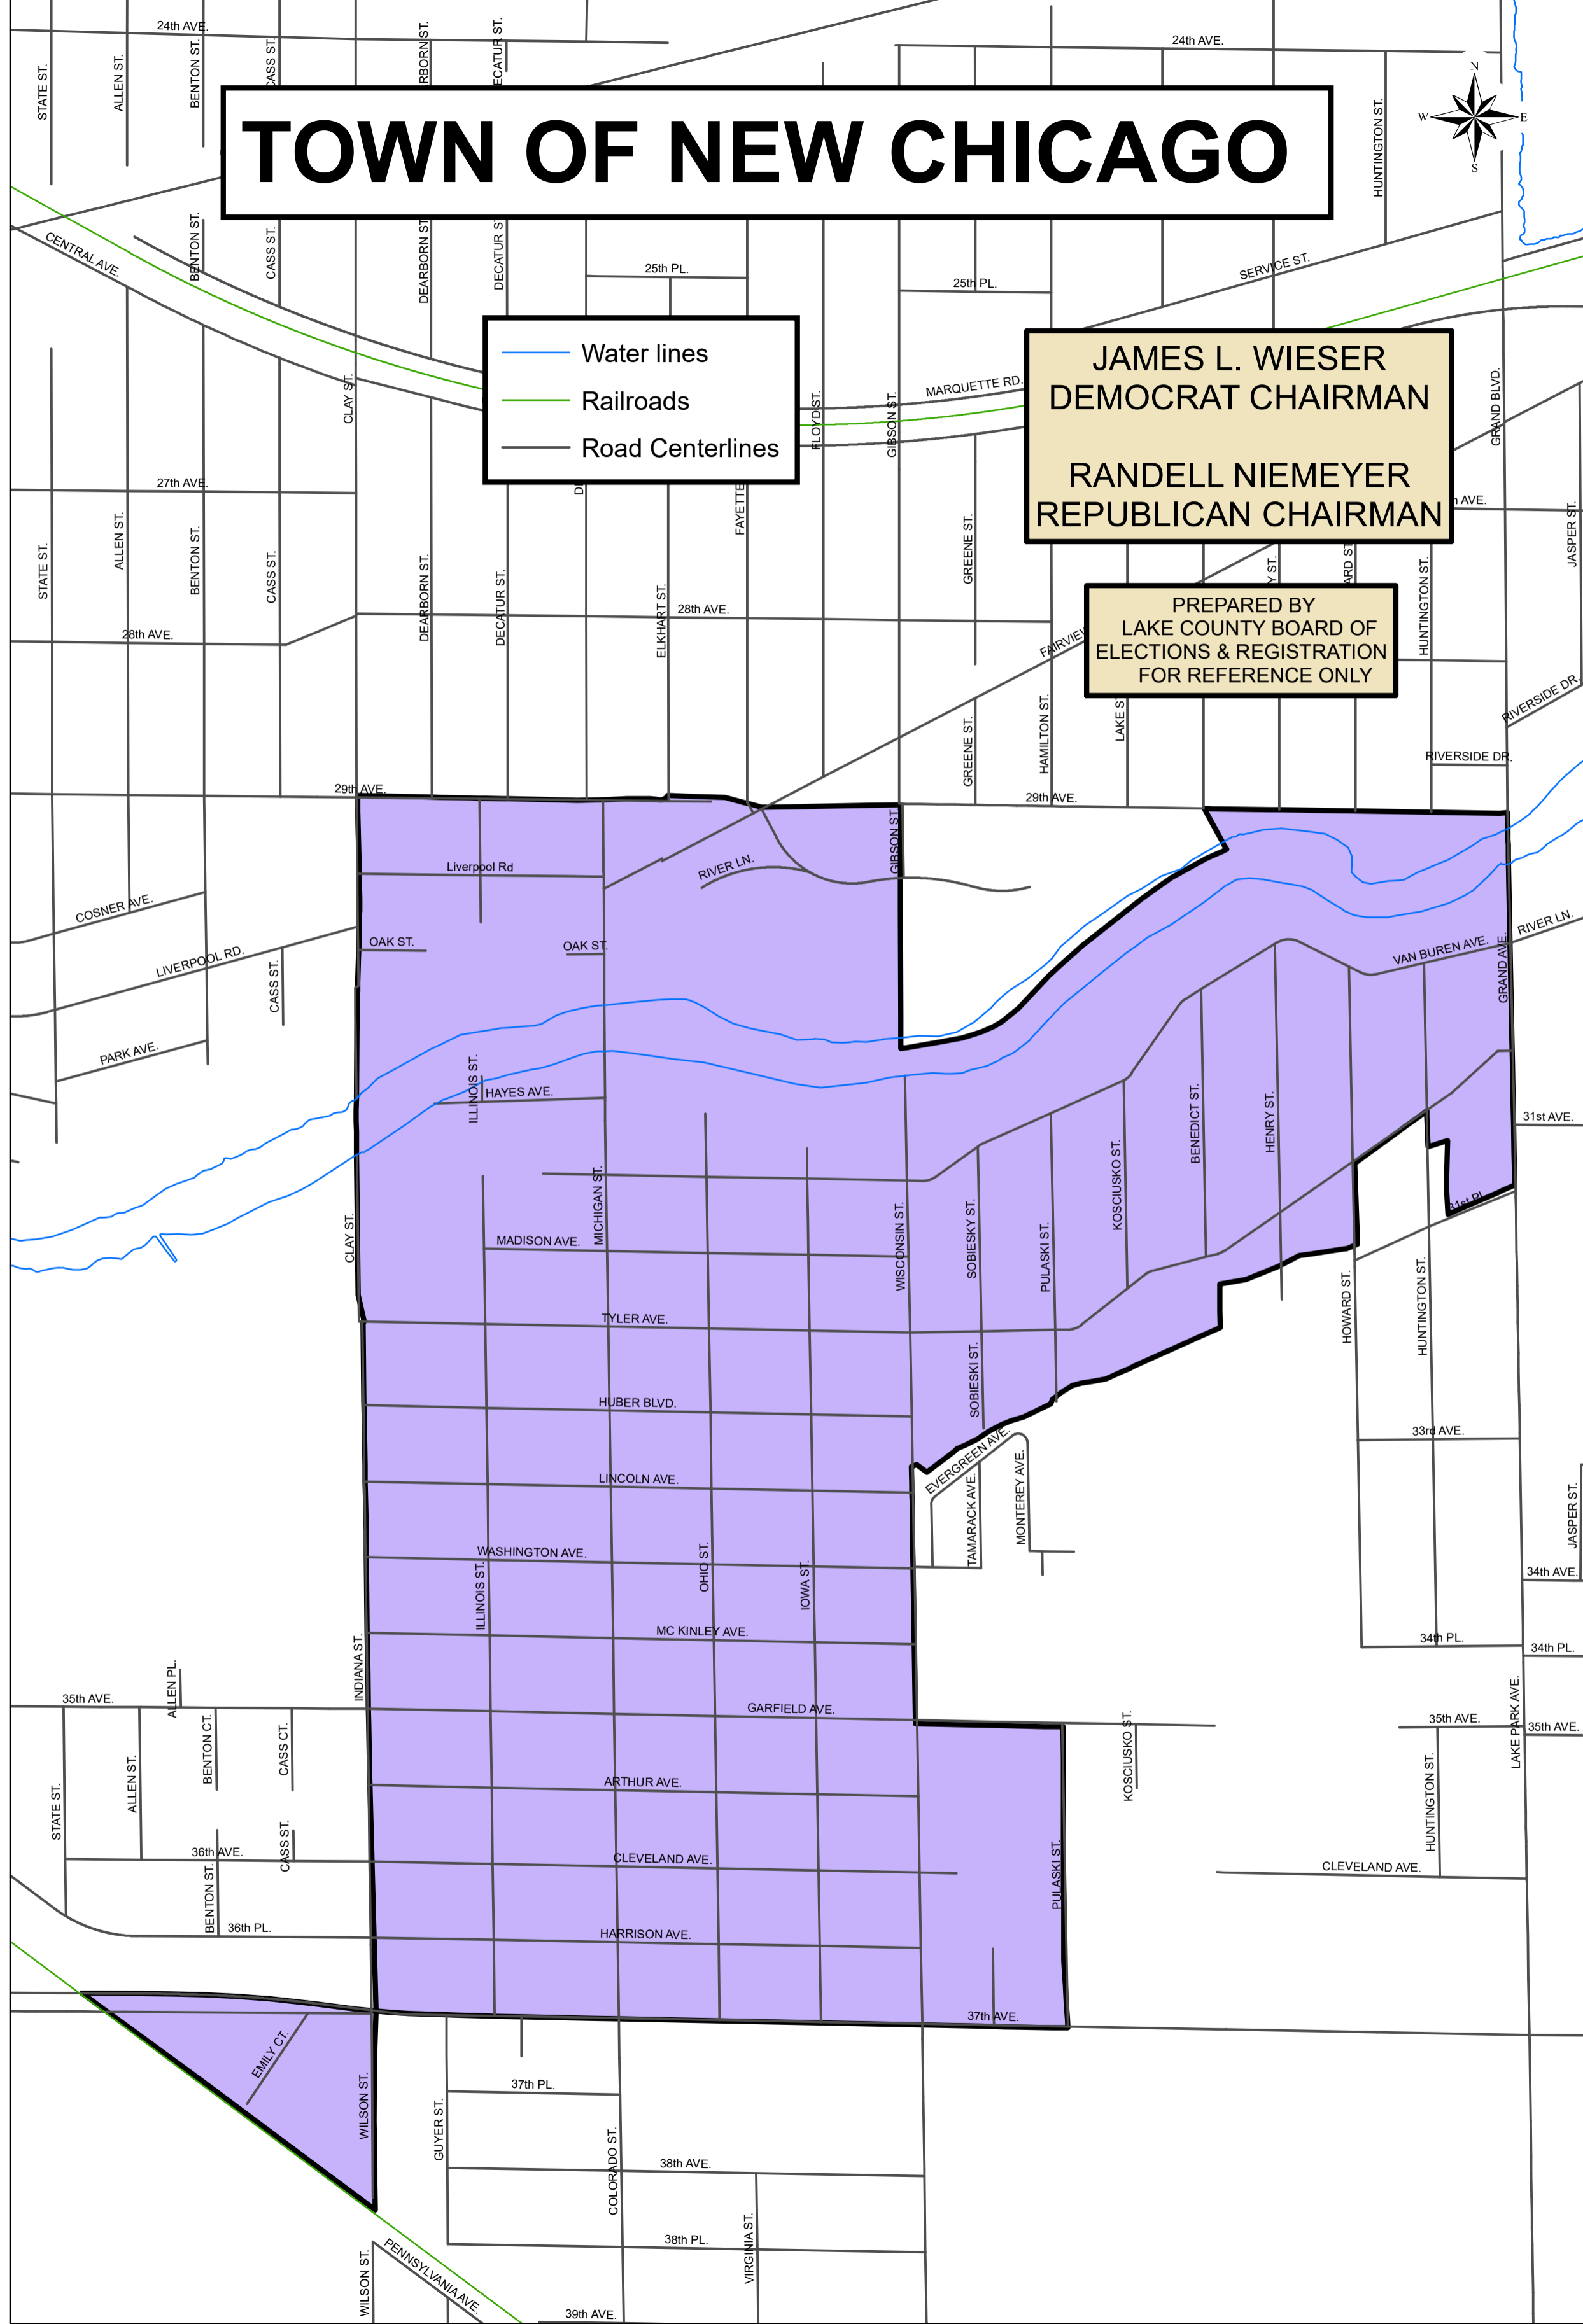 24th AVE.
24th AVE.
STATE ST.
ALLEN ST.
BENTON ST.
CASS ST.
HUNTINGTON ST.
N
W
E
S
TOWN OF NEW CHICAGO
CENTRAL AVE.
BENTON ST.
CASS ST.
DEARBORN ST.
DECATUR ST.
25th PL.
25th PL.
SERVICE ST.
Water lines
Railroads
Road Centerlines
CLAY ST.
FLOYD ST.
GIBSON ST.
MARQUETTE RD.
GRAND BLVD.
JAMES L. WIESER
DEMOCRAT CHAIRMAN
RANDELL NIEMEYER
REPUBLICAN CHAIRMAN
27th AVE.
AVE.
STATE ST.
ALLEN ST.
BENTON ST.
CASS ST.
DEARBORN ST.
DECATUR ST.
ELKHART ST.
FAYETTE
GREENE ST.
HUNTINGTON ST.
JASPER ST.
28th AVE.
28th AVE.
PREPARED BY
LAKE COUNTY BOARD OF
ELECTIONS & REGISTRATION
FOR REFERENCE ONLY
GREENE ST.
HAMILTON ST.
RIVERSIDE DR.
RIVERSIDE DR.
29th AVE.
29th AVE.
Liverpool Rd
RIVER LN.
GIBSON ST.
COSNER AVE.
LIVERPOOL RD.
CASS ST.
OAK ST.
OAK ST.
VAN BUREN AVE.
RIVER LN.
GRAND AVE.
PARK AVE.
ILLINOIS ST.
HAYES AVE.
BENEDICT ST.
HENRY ST.
31st AVE.
KOSCIUSKO ST.
CLAY ST.
MICHIGAN ST.
MADISON AVE.
WISCONSIN ST.
SOBIESKY ST.
PULASKI ST.
31st PL.
TYLER AVE.
HOWARD ST.
HUNTINGTON ST.
HUBER BLVD.
SOBIESKI ST.
33rd AVE.
EVERGREEN AVE.
LINCOLN AVE.
TAMARACK AVE.
MONTEREY AVE.
JASPER ST.
WASHINGTON AVE.
ILLINOIS ST.
OHIO ST.
IOWA ST.
34th AVE.
MC KINLEY AVE.
34th PL.
34th PL.
INDIANA ST.
ALLEN PL.
35th AVE.
GARFIELD AVE.
35th AVE.
35th AVE.
LAKE PARK AVE.
STATE ST.
ALLEN ST.
BENTON CT.
CASS CT.
KOSCIUSKO ST.
HUNTINGTON ST.
ARTHUR AVE.
36th AVE.
CASS ST.
CLEVELAND AVE.
CLEVELAND AVE.
PULASKI ST.
BENTON ST.
36th PL.
HARRISON AVE.
37th AVE.
EMILY CT.
WILSON ST.
GUYER ST.
37th PL.
COLORADO ST.
38th AVE.
38th PL.
VIRGINIA ST.
WILSON ST.
PENNSYLVANIA AVE.
39th AVE.